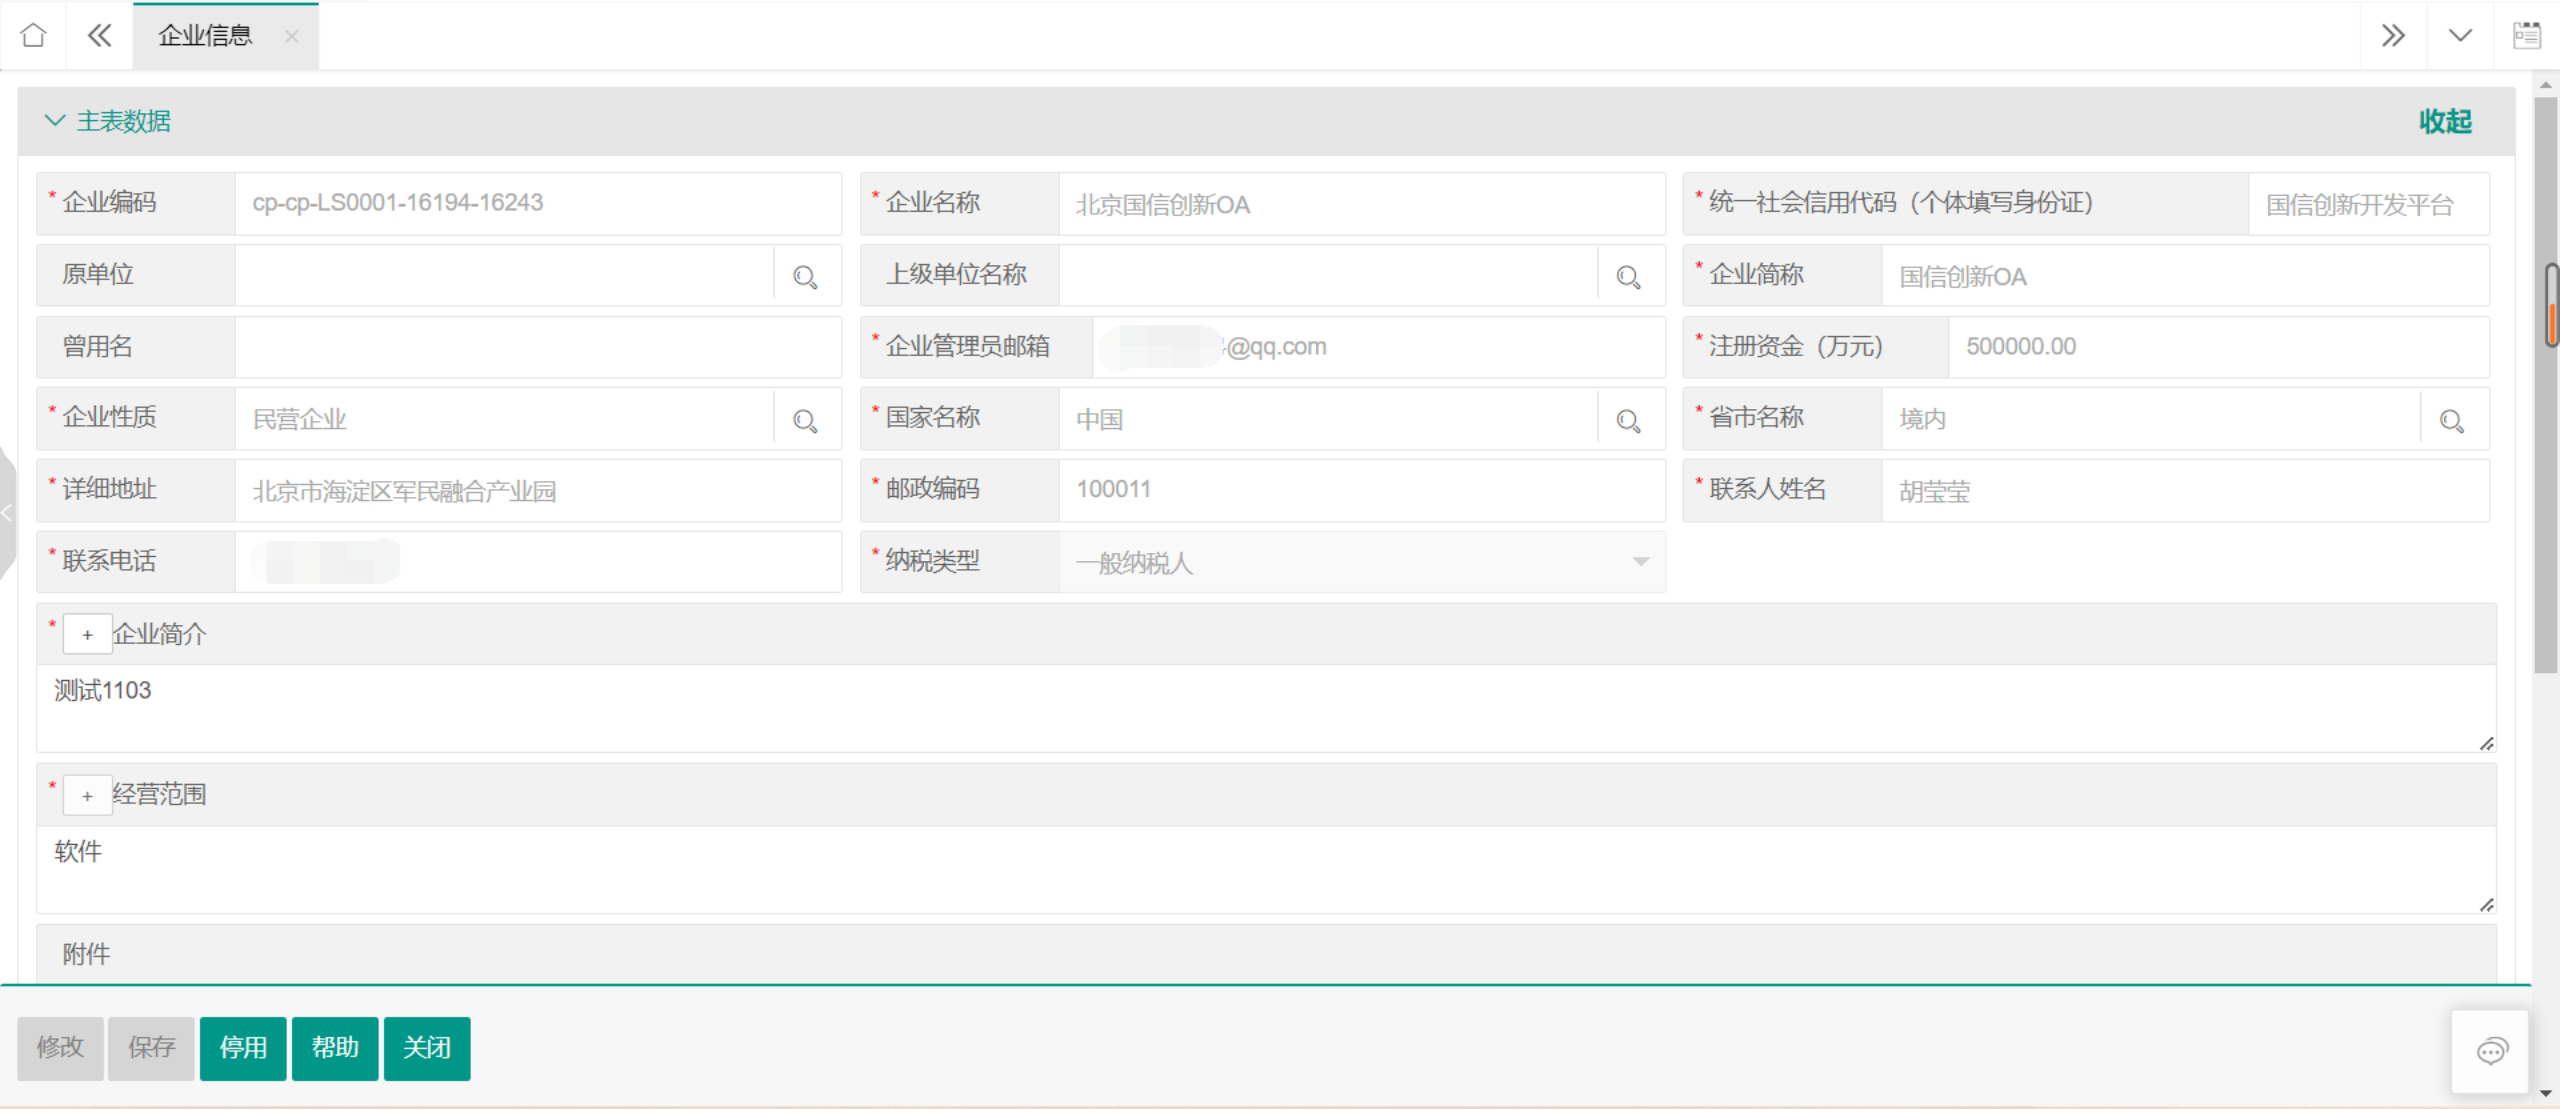 企业信息
主表数据 收起
* 企业编码 cp-cp-LS0001-16194-16243 * 企业名称 北京国信创新OA * 统一社会信用代码（个体填写身份证） 国信创新开发平台
原单位 上级单位名称 * 企业简称 国信创新OA
曾用名 * 企业管理员邮箱 @qq.com * 注册资金（万元） 500000.00
* 企业性质 民营企业 * 国家名称 中国 * 省市名称 境内
* 详细地址 北京市海淀区军民融合产业园 * 邮政编码 100011 * 联系人姓名 胡莹莹
* 联系电话 * 纳税类型 一般纳税人
* + 企业简介
测试1103
* + 经营范围
软件
附件
修改 保存 停用 帮助 关闭